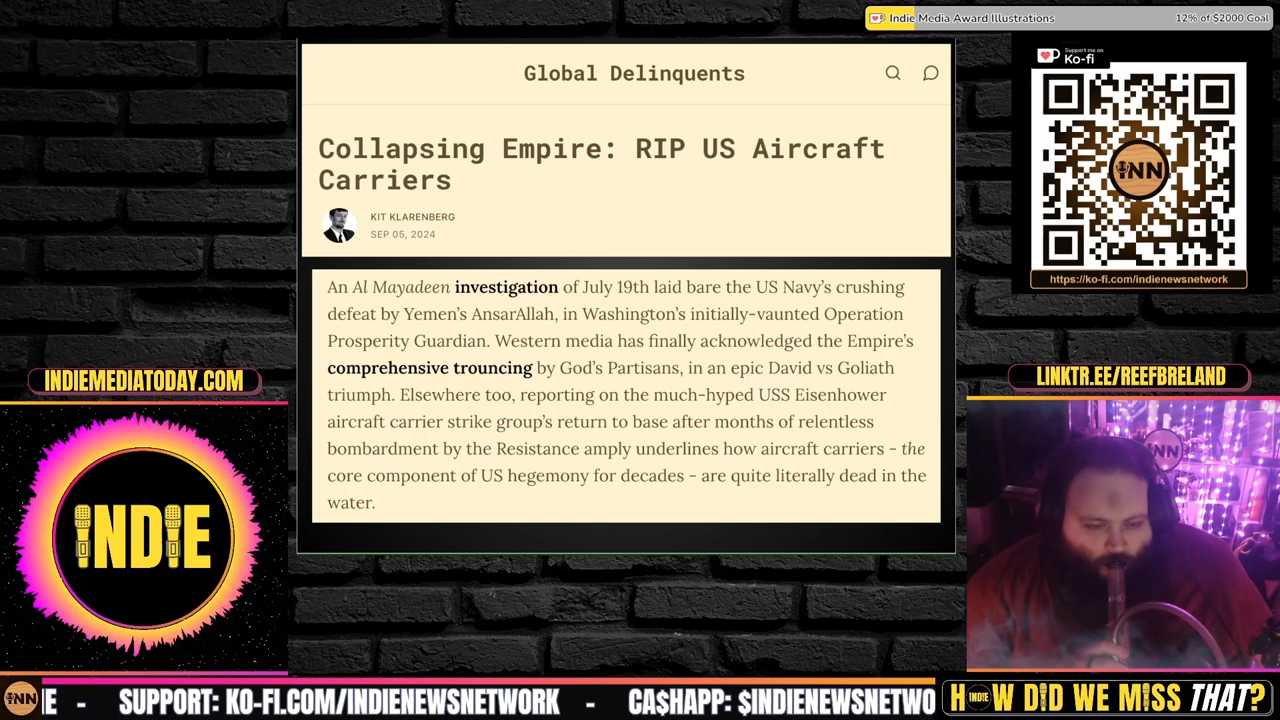 Indie Media Award Illustrations
12% of $2000 Goal
Global Delinquents
Collapsing Empire: RIP US Aircraft
Carriers
KIT KLARENBERG
SEP 05, 2024
An Al Mayadeen investigation of July 19th laid bare the US Navy’s crushing
defeat by Yemen’s AnsarAllah, in Washington’s initially-vaunted Operation
Prosperity Guardian. Western media has finally acknowledged the Empire’s
comprehensive trouncing by God’s Partisans, in an epic David vs Goliath
triumph. Elsewhere too, reporting on the much-hyped USS Eisenhower
aircraft carrier strike group’s return to base after months of relentless
bombardment by the Resistance amply underlines how aircraft carriers - the
core component of US hegemony for decades - are quite literally dead in the
water.
Support me on
Ko-fi
INN
https://ko-fi.com/indienewsnetwork
INDIEMEDIATODAY.COM
INDIE
LINKTR.EE/REEFBRELAND
INN
IE - SUPPORT: KO-FI.COM/INDIENEWSNETWORK - CA$HAPP: $INDIENEWSNETWO
HOW DID WE MISS THAT?